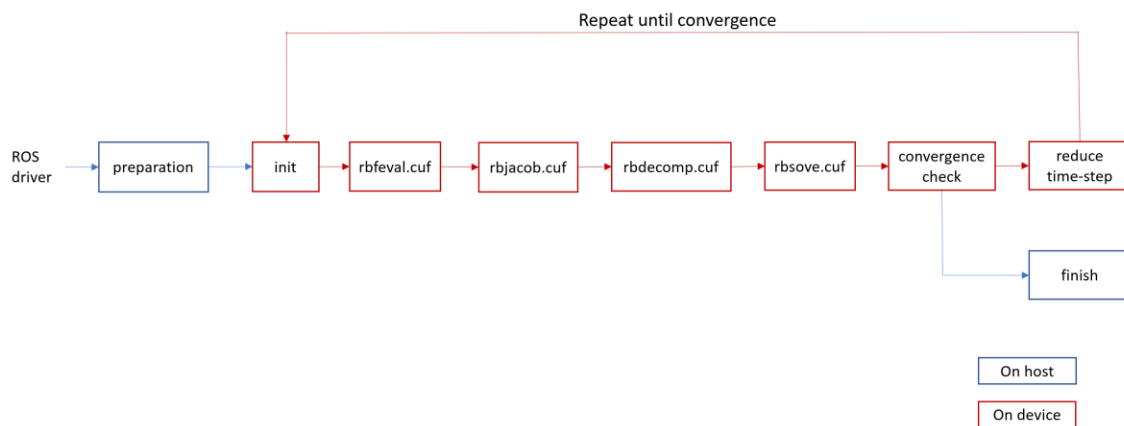 Repeat until convergence
ROS
driver
preparation
init
rbfeval.cuf
rbjacob.cuf
rbdecomp.cuf
rbsove.cuf
convergence
check
reduce
time-step
finish
On host
On device